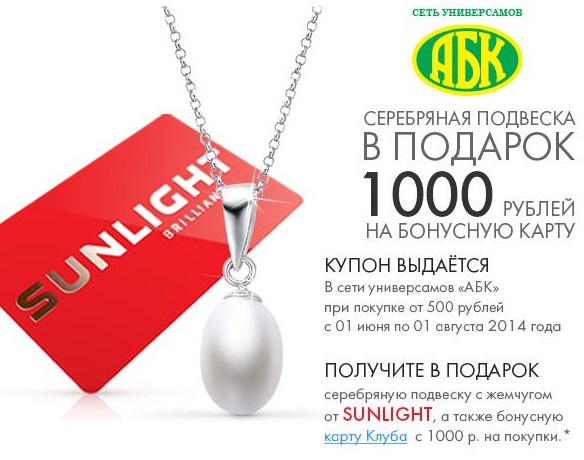 СЕТЬ УНИВЕРСАМОВ
АБК
СЕРЕБРЯНАЯ ПОДВЕСКА
В ПОДАРОК
1000 РУБЛЕЙ
НА БОНУСНУЮ КАРТУ
SUNLIGHT
BRILLIANT
КУПОН ВЫДАЁТСЯ
В сети универсамов «АБК»
при покупке от 500 рублей
с 01 июня по 01 августа 2014 года
ПОЛУЧИТЕ В ПОДАРОК
серебряную подвеску с жемчугом
от SUNLIGHT, а также бонусную
карту Клуба с 1000 р. на покупки.*